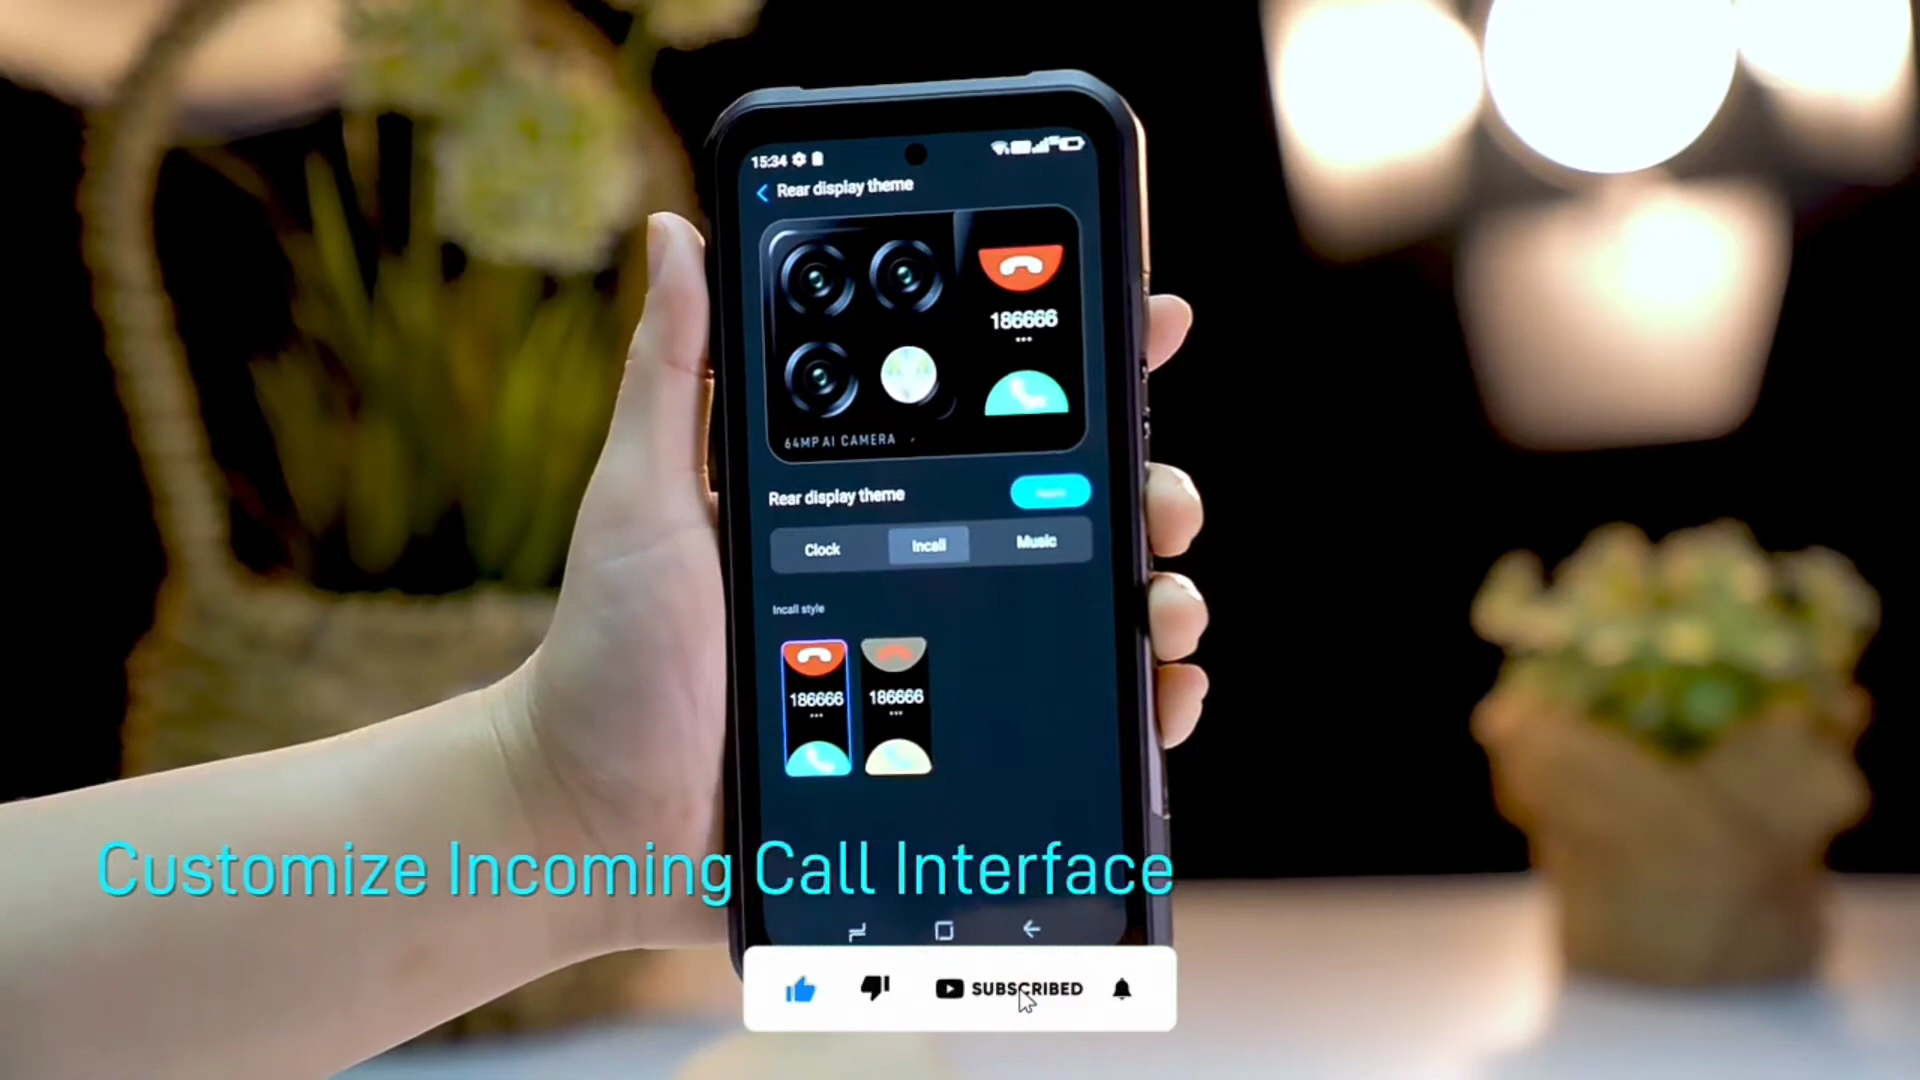 15:34
Rear display theme
186666
...
64MP AI CAMERA
Rear display theme
Clock
Incall
Music
Incall style
186666
...
186666
...
Customize Incoming Call Interface
SUBSCRIBED